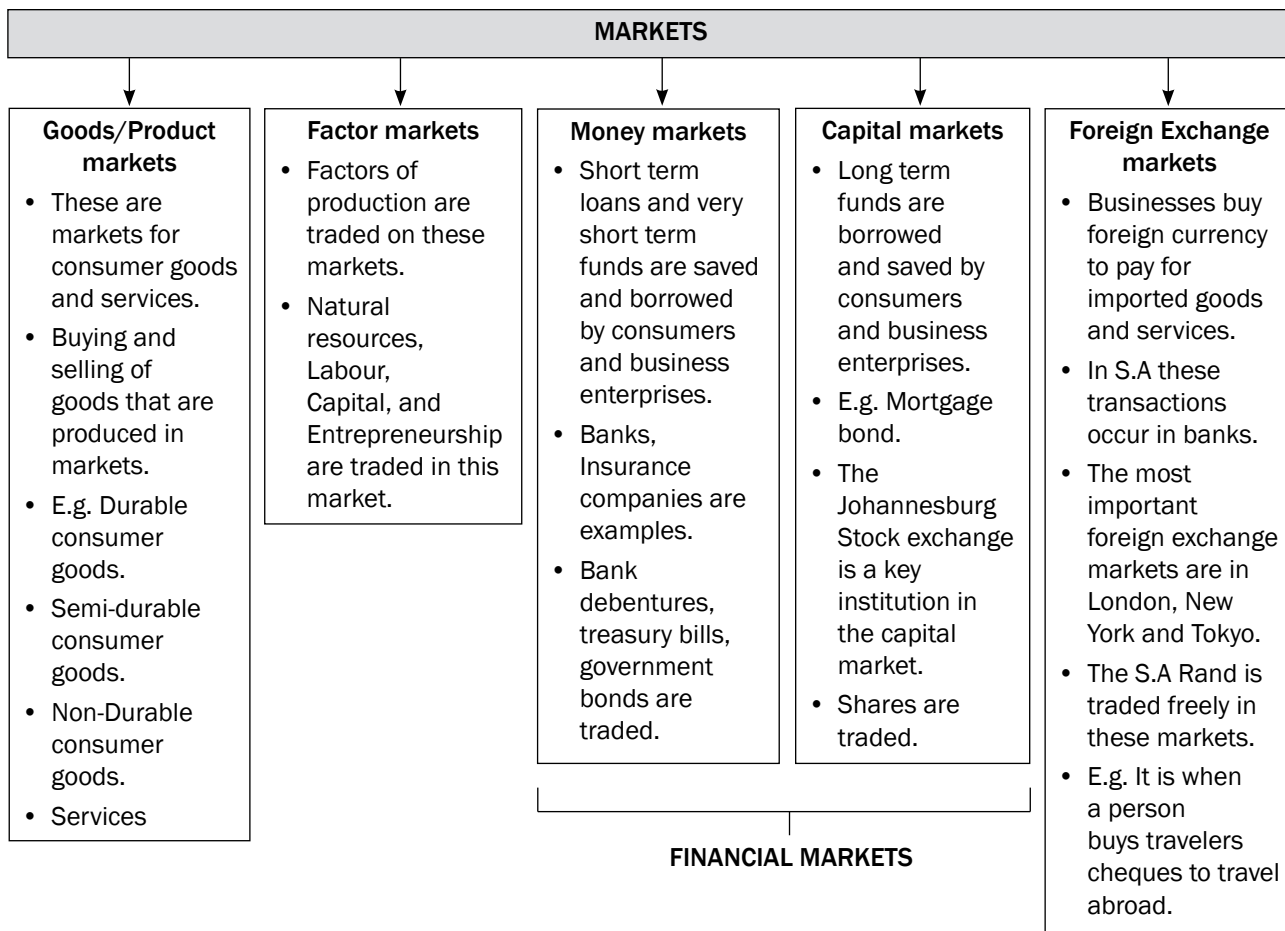 MARKETS
Goods/Product
markets
• These are
markets for
consumer goods
and services.
• Buying and
selling of
goods that are
produced in
markets.
• E.g. Durable
consumer
goods.
• Semi-durable
consumer
goods.
• Non-Durable
consumer
goods.
• Services
Factor markets
• Factors of
production are
traded on these
markets.
• Natural
resources,
Labour,
Capital, and
Entrepreneurship
are traded in this
market.
Money markets
• Short term
loans and very
short term
funds are saved
and borrowed
by consumers
and business
enterprises.
• Banks,
Insurance
companies are
examples.
• Bank
debentures,
treasury bills,
government
bonds are
traded.
Capital markets
• Long term
funds are
borrowed
and saved by
consumers
and business
enterprises.
• E.g. Mortgage
bond.
• The
Johannesburg
Stock exchange
is a key
institution in
the capital
market.
• Shares are
traded.
FINANCIAL MARKETS
Foreign Exchange
markets
• Businesses buy
foreign currency
to pay for
imported goods
and services.
• In S.A these
transactions
occur in banks.
• The most
important
foreign exchange
markets are in
London, New
York and Tokyo.
• The S.A Rand is
traded freely in
these markets.
• E.g. It is when
a person
buys travelers
cheques to travel
abroad.